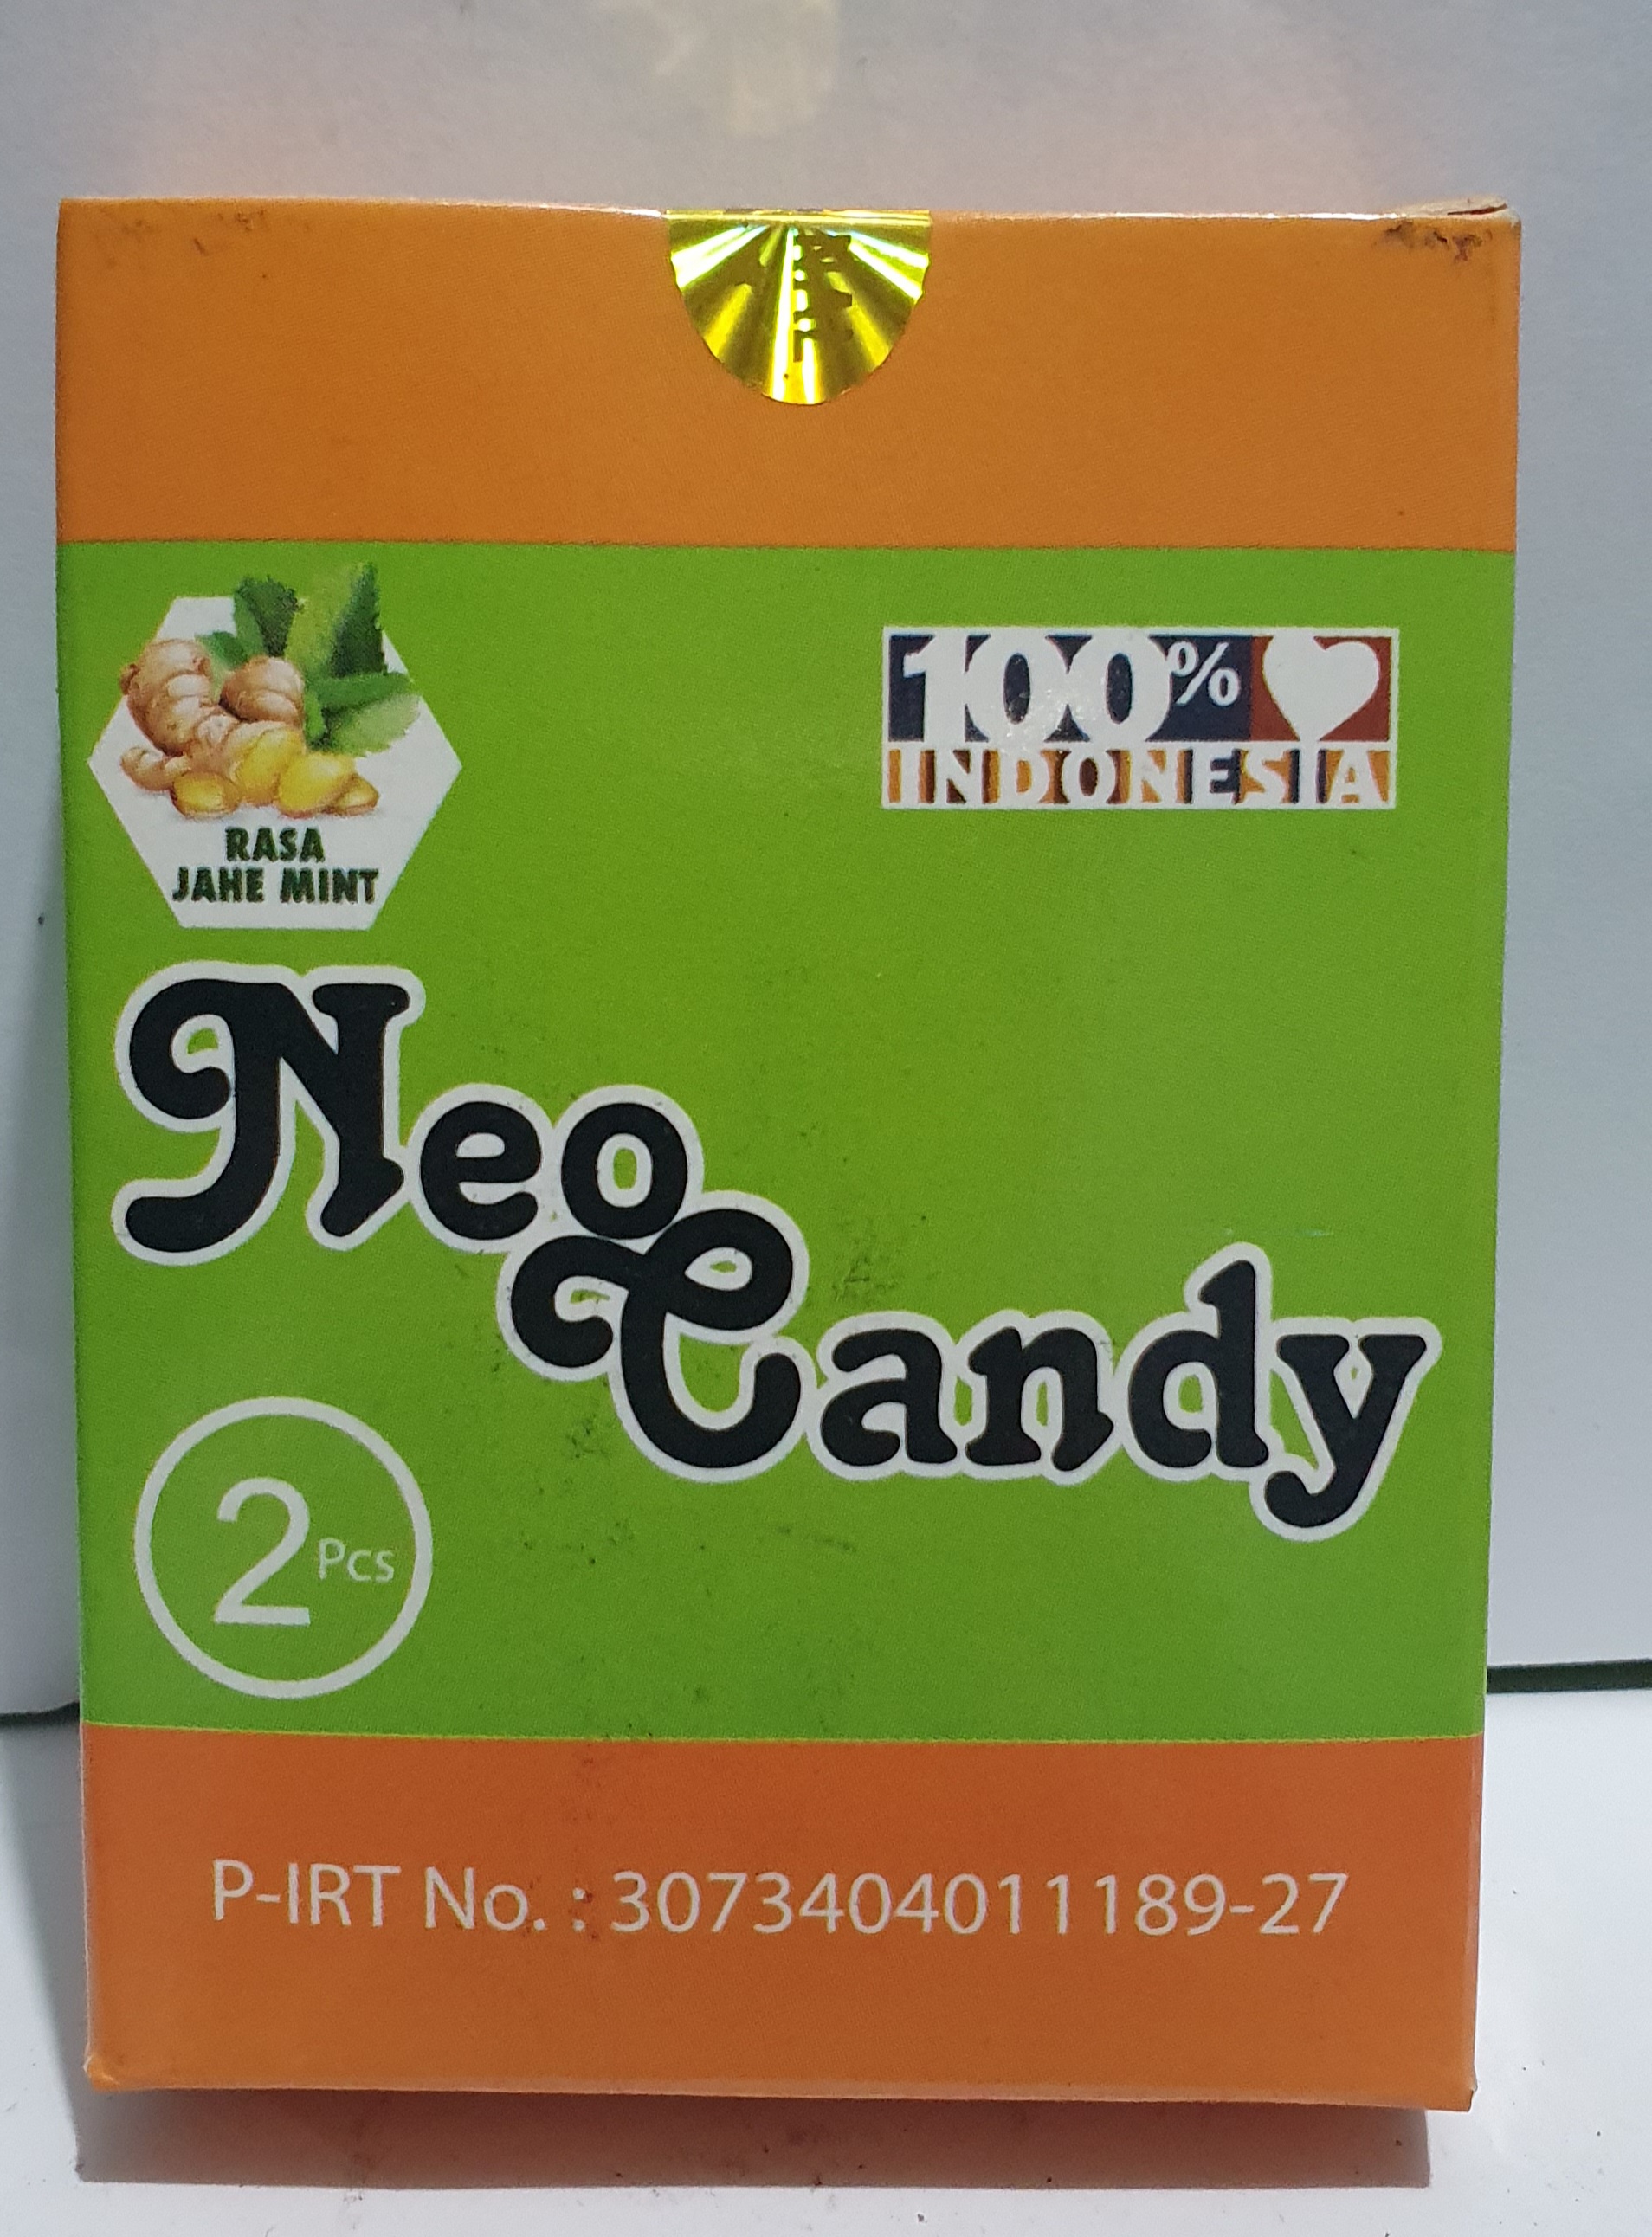 100%
INDONESIA
RASA
JAHE MINT
Neo
Candy
2 Pcs
P-IRT No. : 3073404011189-27